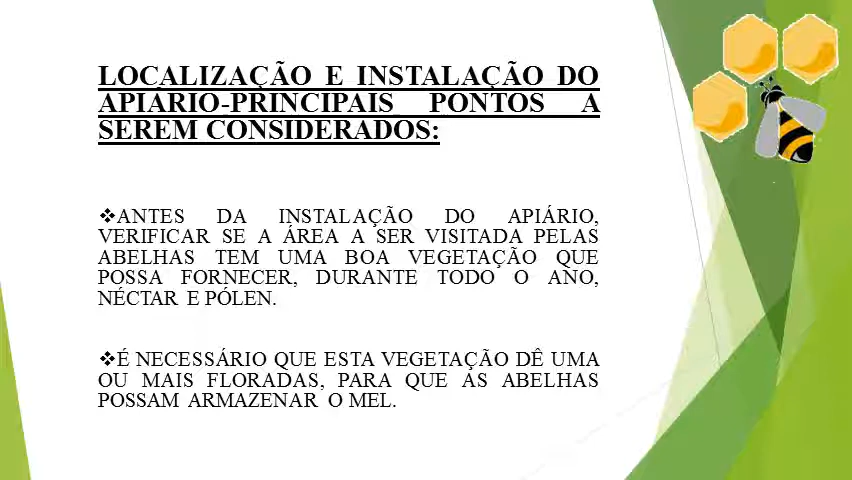 LOCALIZAÇÃO E INSTALAÇÃO DO
APIÁRIO-PRINCIPAIS PONTOS A
SEREM CONSIDERADOS:
❖ANTES DA INSTALAÇÃO DO APIÁRIO,
VERIFICAR SE A ÁREA A SER VISITADA PELAS
ABELHAS TEM UMA BOA VEGETAÇÃO QUE
POSSA FORNECER, DURANTE TODO O ANO,
NÉCTAR E PÓLEN.
❖É NECESSÁRIO QUE ESTA VEGETAÇÃO DÊ UMA
OU MAIS FLORADAS, PARA QUE AS ABELHAS
POSSAM ARMAZENAR O MEL.